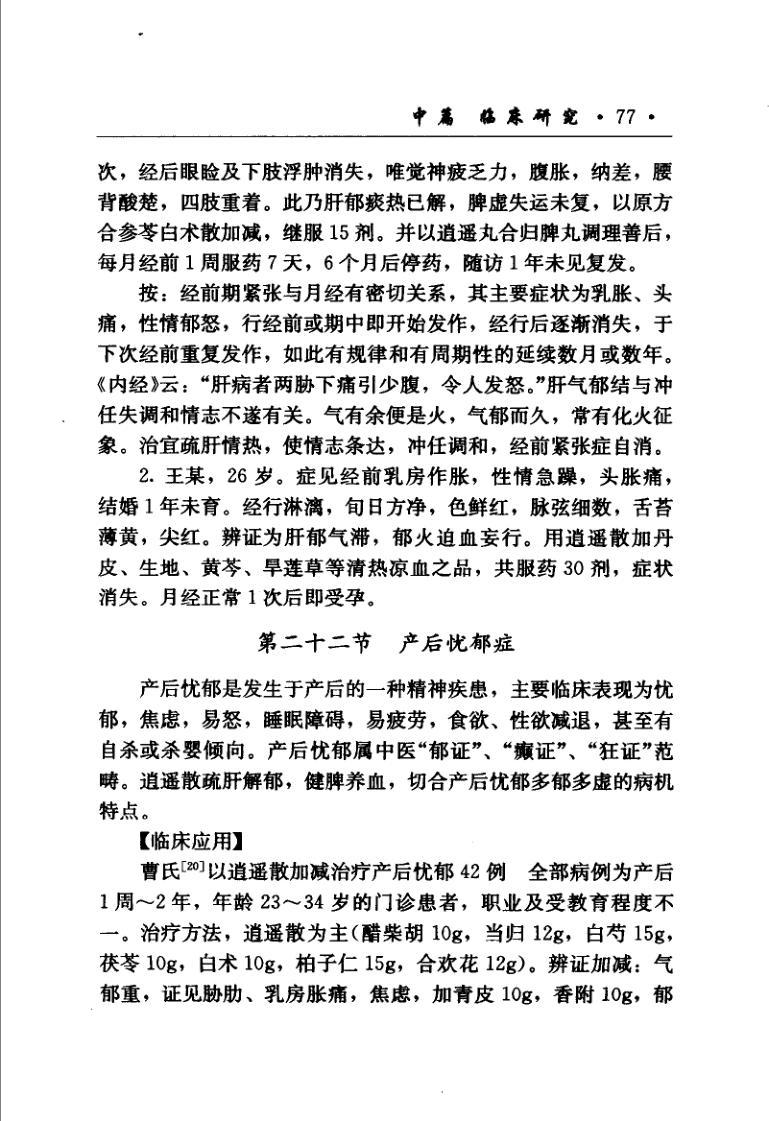 中篇 临床研究 · 77 ·
次，经后眼睑及下肢浮肿消失，唯觉神疲乏力，腹胀，纳差，腰
背酸楚，四肢重着。此乃肝郁痰热已解，脾虚失运未复，以原方
合参苓白术散加减，继服 15 剂。并以逍遥丸合归脾丸调理善后，
每月经前 1 周服药 7 天，6 个月后停药，随访 1 年未见复发。
按：经前期紧张与月经有密切关系，其主要症状为乳胀、头
痛，性情郁怒，行经前或期中即开始发作，经行后逐渐消失，于
下次经前重复发作，如此有规律和有周期性的延续数月或数年。
《内经》云：“肝病者两胁下痛引少腹，令人发怒。”肝气郁结与冲
任失调和情志不遂有关。气有余便是火，气郁而久，常有化火征
象。治宜疏肝情热，使情志条达，冲任调和，经前紧张症自消。
2. 王某，26 岁。症见经前乳房作胀，性情急躁，头胀痛，
结婚 1 年未育。经行淋漓，旬日方净，色鲜红，脉弦细数，舌苔
薄黄，尖红。辨证为肝郁气滞，郁火迫血妄行。用逍遥散加丹
皮、生地、黄芩、旱莲草等清热凉血之品，共服药 30 剂，症状
消失。月经正常 1 次后即受孕。
第二十二节 产后忧郁症
产后忧郁是发生于产后的一种精神疾患，主要临床表现为忧
郁，焦虑，易怒，睡眠障碍，易疲劳，食欲、性欲减退，甚至有
自杀或杀婴倾向。产后忧郁属中医“郁证”、“癫证”、“狂证”范
畴。逍遥散疏肝解郁，健脾养血，切合产后忧郁多郁多虚的病机
特点。
【临床应用】
曹氏[20]以逍遥散加减治疗产后忧郁 42 例 全部病例为产后
1 周～2 年，年龄 23～34 岁的门诊患者，职业及受教育程度不
一。治疗方法，逍遥散为主(醋柴胡 10g，当归 12g，白芍 15g，
茯苓 10g，白术 10g，柏子仁 15g，合欢花 12g)。辨证加减：气
郁重，证见胁肋、乳房胀痛，焦虑，加青皮 10g，香附 10g，郁